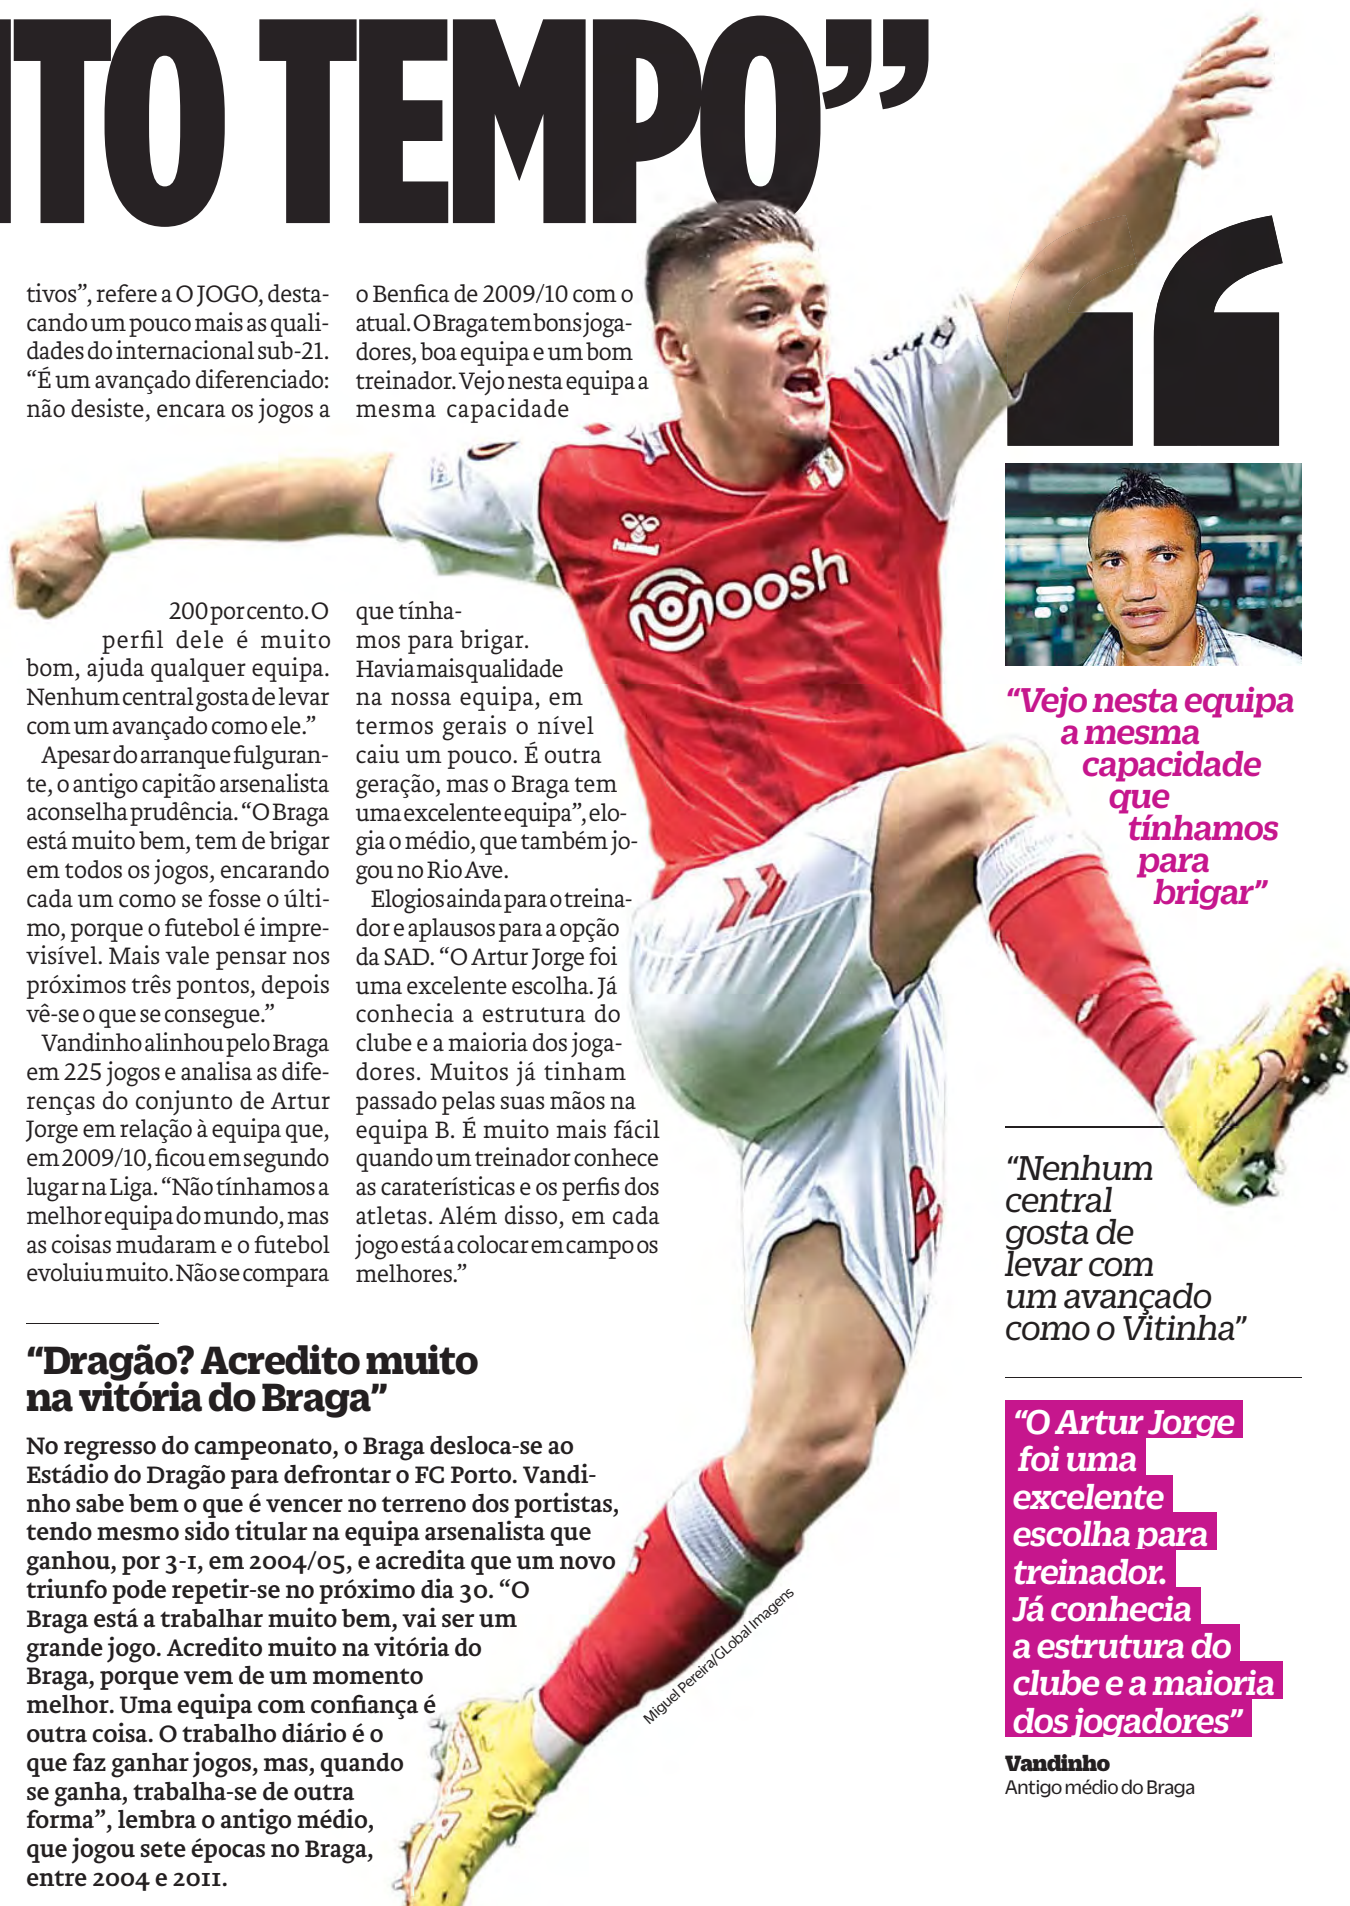 ITO TEMPO”
tivos”, refere a O JOGO, desta-
cando um pouco mais as quali-
dades do internacional sub-21.
“É um avançado diferenciado:
não desiste, encara os jogos a
200 por cento. O
perfil dele é muito
bom, ajuda qualquer equipa.
Nenhum central gosta de levar
com um avançado como ele.”
Apesar do arranque fulguran-
te, o antigo capitão arsenalista
aconselha prudência. “O Braga
está muito bem, tem de brigar
em todos os jogos, encarando
cada um como se fosse o últi-
mo, porque o futebol é impre-
visível. Mais vale pensar nos
próximos três pontos, depois
vê-se o que se consegue.”
Vandinho alinhou pelo Braga
em 225 jogos e analisa as dife-
renças do conjunto de Artur
Jorge em relação à equipa que,
em 2009/10, ficou em segundo
lugar na Liga. “Não tínhamos a
melhor equipa do mundo, mas
as coisas mudaram e o futebol
evoluiu muito. Não se compara
o Benfica de 2009/10 com o
atual. O Braga tem bons joga-
dores, boa equipa e um bom
treinador. Vejo nesta equipa a
mesma capacidade
que tínha-
mos para brigar.
Havia mais qualidade
na nossa equipa, em
termos gerais o nível
caiu um pouco. É outra
geração, mas o Braga tem
uma excelente equipa”, elo-
gia o médio, que também jo-
gou no Rio Ave.
Elogios ainda para o treina-
dor e aplausos para a opção
da SAD. “O Artur Jorge foi
uma excelente escolha. Já
conhecia a estrutura do
clube e a maioria dos joga-
dores. Muitos já tinham
passado pelas suas mãos na
equipa B. É muito mais fácil
quando um treinador conhece
as caraterísticas e os perfis dos
atletas. Além disso, em cada
jogo está a colocar em campo os
melhores.”
hummel
moosh
“Vejo nesta equipa
a mesma
capacidade
que
tínhamos
para
brigar”
“Nenhum
central
gosta de
levar com
um avançado
como o Vitinha”
“O Artur Jorge
foi uma
excelente
escolha para
treinador.
Já conhecia
a estrutura do
clube e a maioria
dos jogadores”
Vandinho
Antigo médio do Braga
“Dragão? Acredito muito
na vitória do Braga”
No regresso do campeonato, o Braga desloca-se ao
Estádio do Dragão para defrontar o FC Porto. Vandi-
nho sabe bem o que é vencer no terreno dos portistas,
tendo mesmo sido titular na equipa arsenalista que
ganhou, por 3-1, em 2004/05, e acredita que um novo
triunfo pode repetir-se no próximo dia 30. “O
Braga está a trabalhar muito bem, vai ser um
grande jogo. Acredito muito na vitória do
Braga, porque vem de um momento
melhor. Uma equipa com confiança é
outra coisa. O trabalho diário é o
que faz ganhar jogos, mas, quando
se ganha, trabalha-se de outra
forma”, lembra o antigo médio,
que jogou sete épocas no Braga,
entre 2004 e 2011.
Miguel Pereira/GLobal Imagens